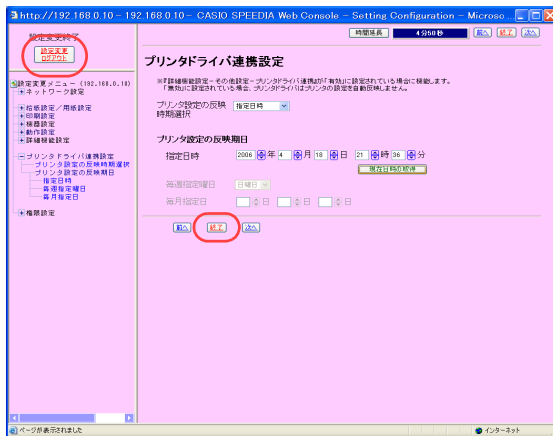 http://192.168.0.10 - 192.168.0.10 - CASIO SPEEDIA Web Console - Setting Configuration - Microso...
設定変更終了
設定変更
ログアウト
時間延長
4分50秒
前へ
終了
次へ
設定変更メニュー (192.168.0.10)
ネットワーク設定
給紙設定/用紙設定
印刷設定
機器設定
動作設定
詳細機能設定
プリンタドライバ連携設定
プリンタ設定の反映時期選択
プリンタ設定の反映期日
指定日時
毎週指定曜日
毎月指定日
権限設定
プリンタドライバ連携設定
※『詳細機能設定-その他設定-プリンタドライバ連携』が「有効」に設定されている場合に機能します。
「無効」に設定されている場合、プリンタドライバはプリンタの設定を自動反映しません。
プリンタ設定の反映
時期選択
指定日時
プリンタ設定の反映期日
指定日時 2006 年 4 月 18 日 21 時 36 分
現在日時の取得
毎週指定曜日 日曜日
毎月指定日 日 日 日
前へ
終了
次へ
ページが表示されました
インターネット